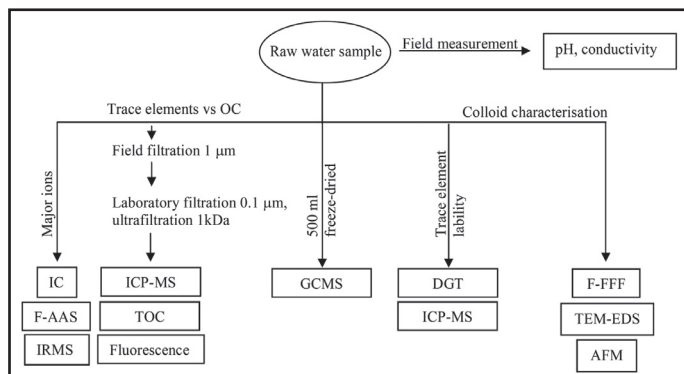 Raw water sample
Field measurement
pH, conductivity
Trace elements vs OC
Colloid characterisation
Field filtration 1 μm
Laboratory filtration 0.1 μm,
ultrafiltration 1kDa
Major ions
500 ml
freeze-dried
Trace element
lability
IC
ICP-MS
GCMS
DGT
F-FFF
F-AAS
TOC
ICP-MS
TEM-EDS
IRMS
Fluorescence
AFM